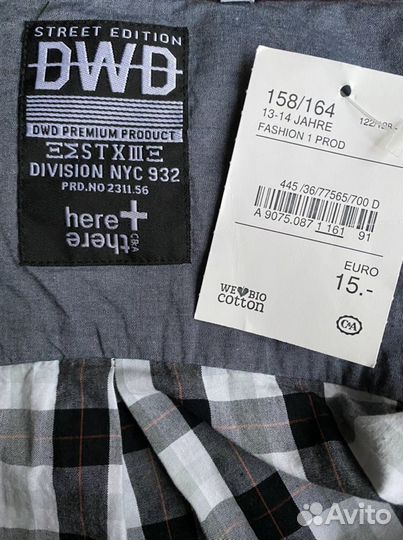 STREET EDITION
DWD
DWD PREMIUM PRODUCT
ΞΣSTXIIIΞ
DIVISION NYC 932
PRD.NO 2311.56
here+
there
C&A
158/164
13-14 JAHRE
FASHION 1 PROD
445/36/77565/700 D
A 9075.087 1 161 91
EURO
15.-
WE BIO
cotton
C&A
Avito